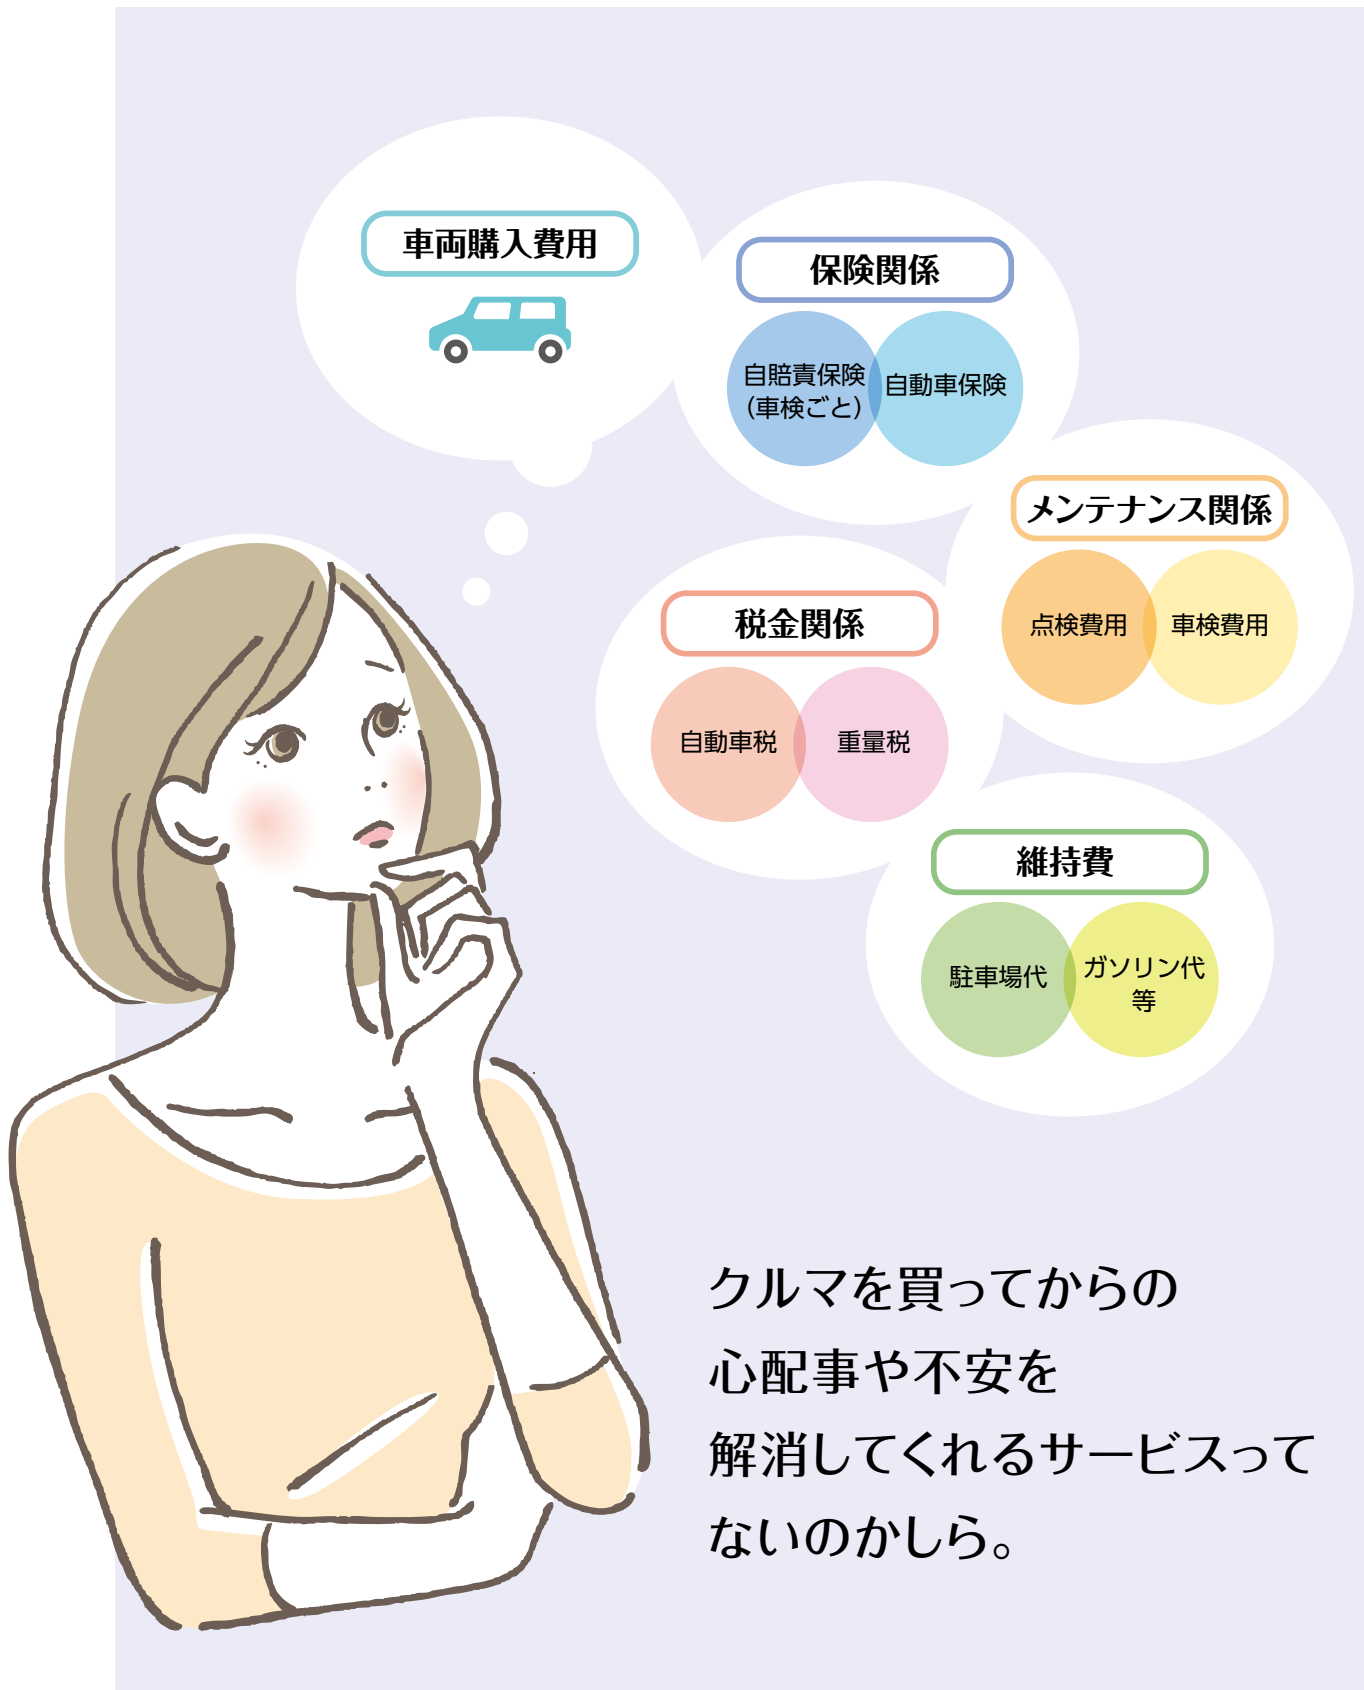 車両購入費用
保険関係
自賠責保険
（車検ごと）
自動車保険
メンテナンス関係
点検費用
車検費用
税金関係
自動車税
重量税
維持費
駐車場代
ガソリン代
等
クルマを買ってからの
心配事や不安を
解消してくれるサービスって
ないのかしら。